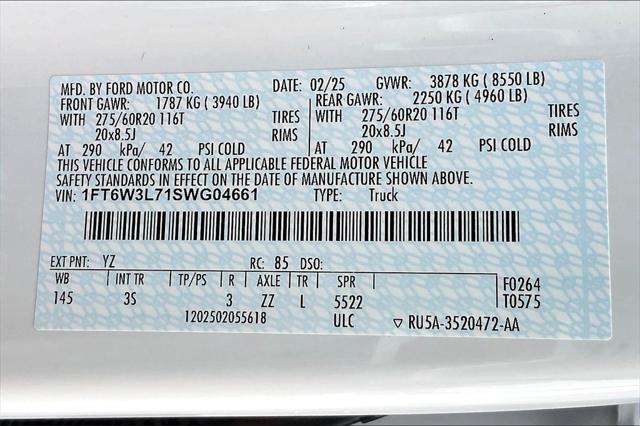 MFD. BY FORD MOTOR CO. DATE: 02/25 GVWR: 3878 KG ( 8550 LB)
FRONT GAWR: 1787 KG ( 3940 LB) REAR GAWR: 2250 KG ( 4960 LB)
WITH 275/60R20 116T TIRES WITH 275/60R20 116T TIRES
20x8.5J RIMS 20x8.5J RIMS
AT 290 kPa/ 42 PSI COLD AT 290 kPa/ 42 PSI COLD
THIS VEHICLE CONFORMS TO ALL APPLICABLE FEDERAL MOTOR VEHICLE
SAFETY STANDARDS IN EFFECT ON THE DATE OF MANUFACTURE SHOWN ABOVE.
VIN: 1FT6W3L71SWG04661 TYPE: Truck
EXT PNT: YZ RC: 85 DSO:
WB INT TR TP/PS R AXLE TR SPR F0264
145 3S 3 ZZ L 5522 T0575
1202502055618 ULC ▽ RU5A-3520472-AA